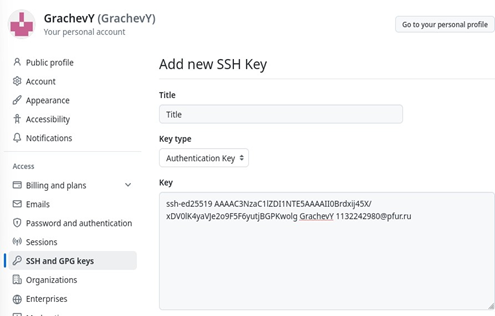 GrachevY (GrachevY)
Your personal account
Go to your personal profile
Public profile
Account
Appearance
Accessibility
Notifications
Access
Billing and plans
Emails
Password and authentication
Sessions
SSH and GPG keys
Organizations
Enterprises
Add new SSH Key
Title
Title
Key type
Authentication Key
Key
ssh-ed25519 AAAAC3NzaC1lZDI1NTE5AAAAII0Brdxij45X/
xDV0lK4yaVJe2o9F5F6yutjBGPKwolg GrachevY 1132242980@pfur.ru